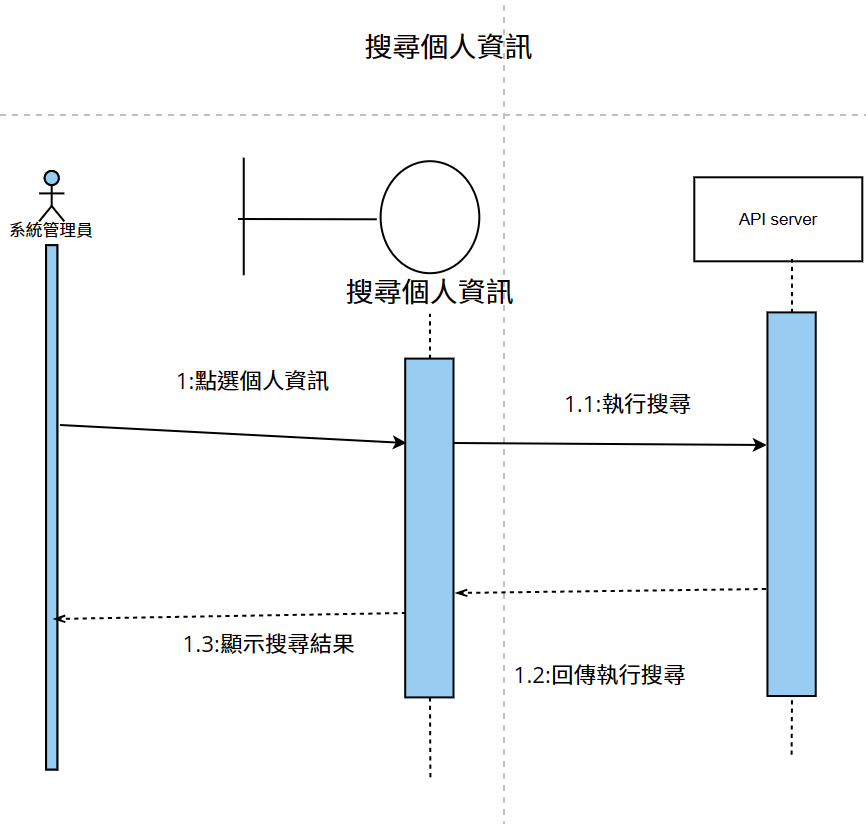 搜尋個人資訊
系統管理員
搜尋個人資訊
API server
1:點選個人資訊
1.1:執行搜尋
1.3:顯示搜尋結果
1.2:回傳執行搜尋